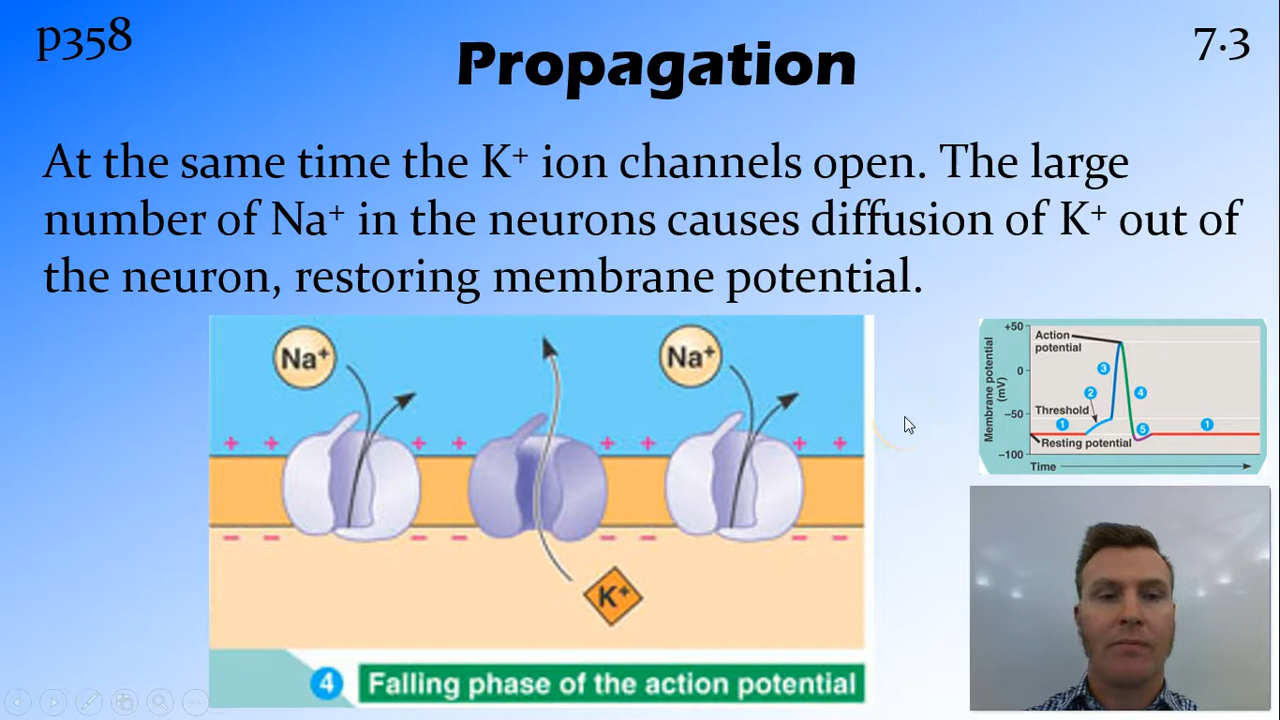 p358
7.3
Propagation
At the same time the K⁺ ion channels open. The large
number of Na⁺ in the neurons causes diffusion of K⁺ out of
the neuron, restoring membrane potential.
Na⁺
Na⁺
+ + + + + + + +
− − − − − − − −
K⁺
4 Falling phase of the action potential
Membrane potential
(mV)
+50
0
−50
−100
Action
potential
3
2
4
Threshold
1
5
1
Resting potential
Time